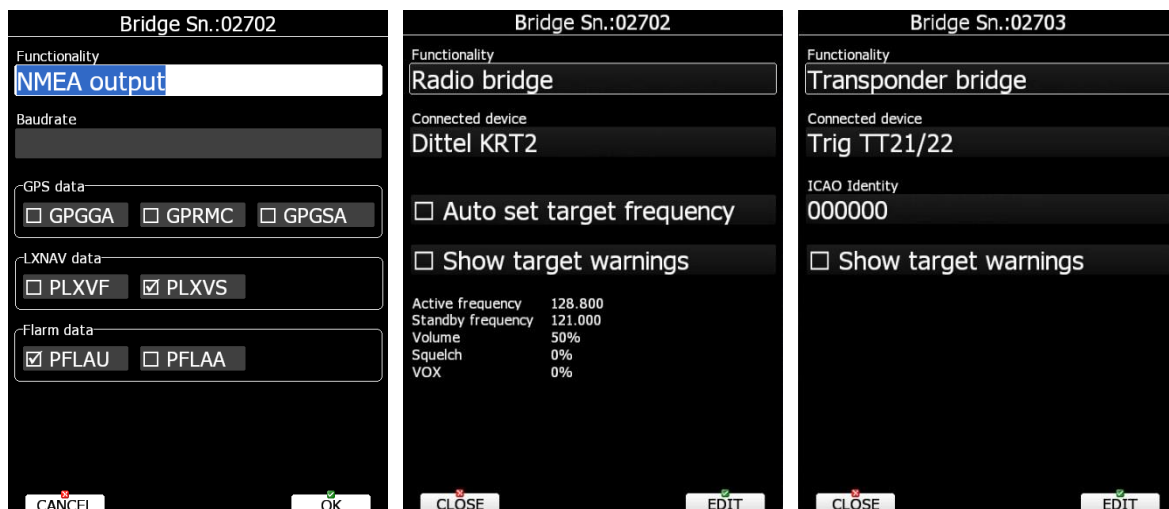 Bridge Sn.:02702
Functionality
NMEA output
Baudrate
GPS data
GPGGA GPRMC GPGSA
LXNAV data
PLXVF PLXVS
Flarm data
PFLAU PFLAA
CANCEL OK
Bridge Sn.:02702
Functionality
Radio bridge
Connected device
Dittel KRT2
Auto set target frequency
Show target warnings
Active frequency 128.800
Standby frequency 121.000
Volume 50%
Squelch 0%
VOX 0%
CLOSE EDIT
Bridge Sn.:02703
Functionality
Transponder bridge
Connected device
Trig TT21/22
ICAO Identity
000000
Show target warnings
CLOSE EDIT